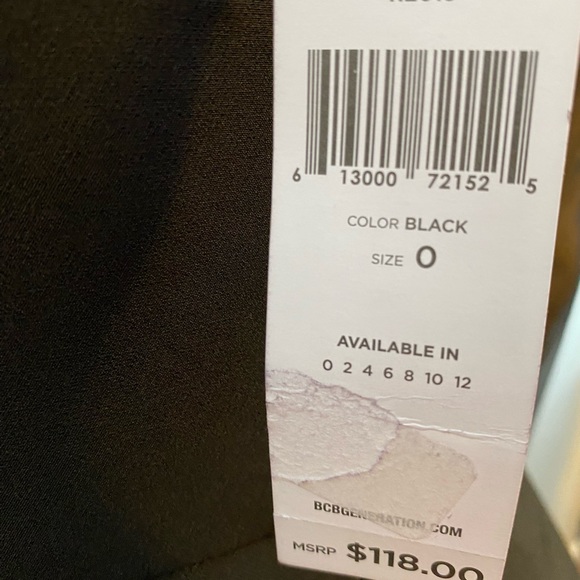 6 13000 72152 5
COLOR BLACK
SIZE 0
AVAILABLE IN
0 2 4 6 8 10 12
BCBGENERATION.COM
MSRP $118.00